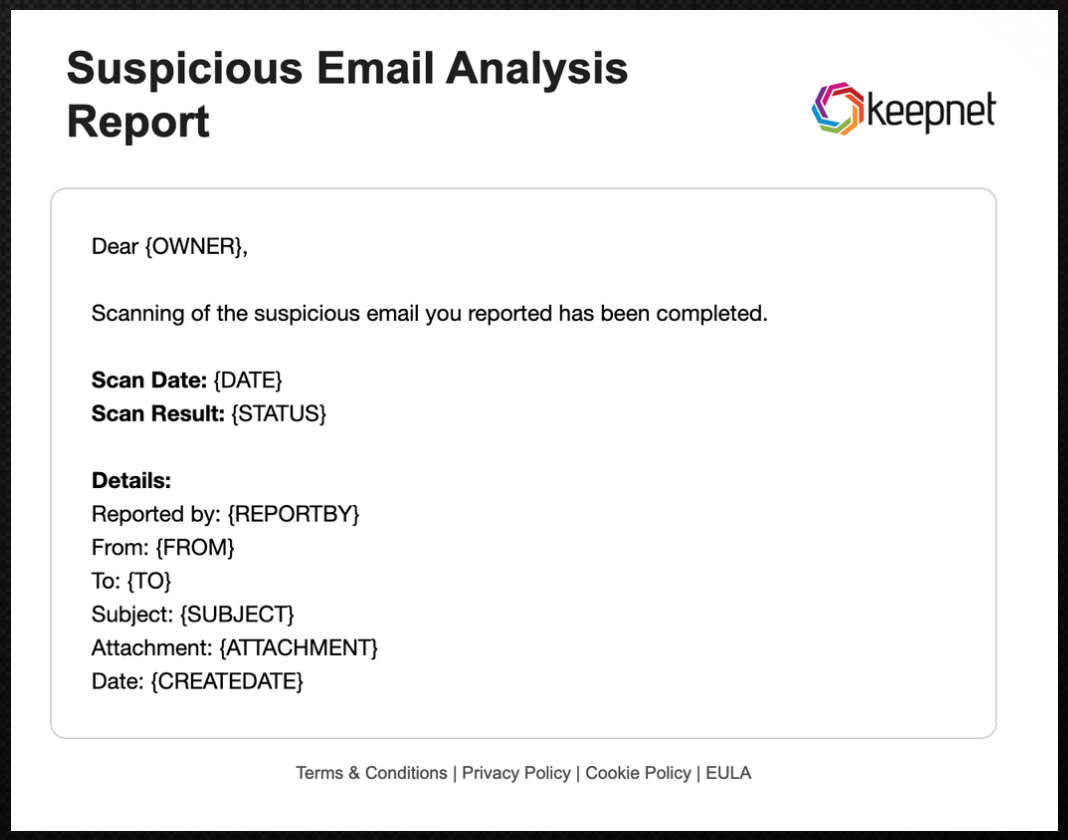 Suspicious Email Analysis
Report
keepnet
Dear {OWNER},
Scanning of the suspicious email you reported has been completed.
Scan Date: {DATE}
Scan Result: {STATUS}
Details:
Reported by: {REPORTBY}
From: {FROM}
To: {TO}
Subject: {SUBJECT}
Attachment: {ATTACHMENT}
Date: {CREATEDATE}
Terms & Conditions | Privacy Policy | Cookie Policy | EULA